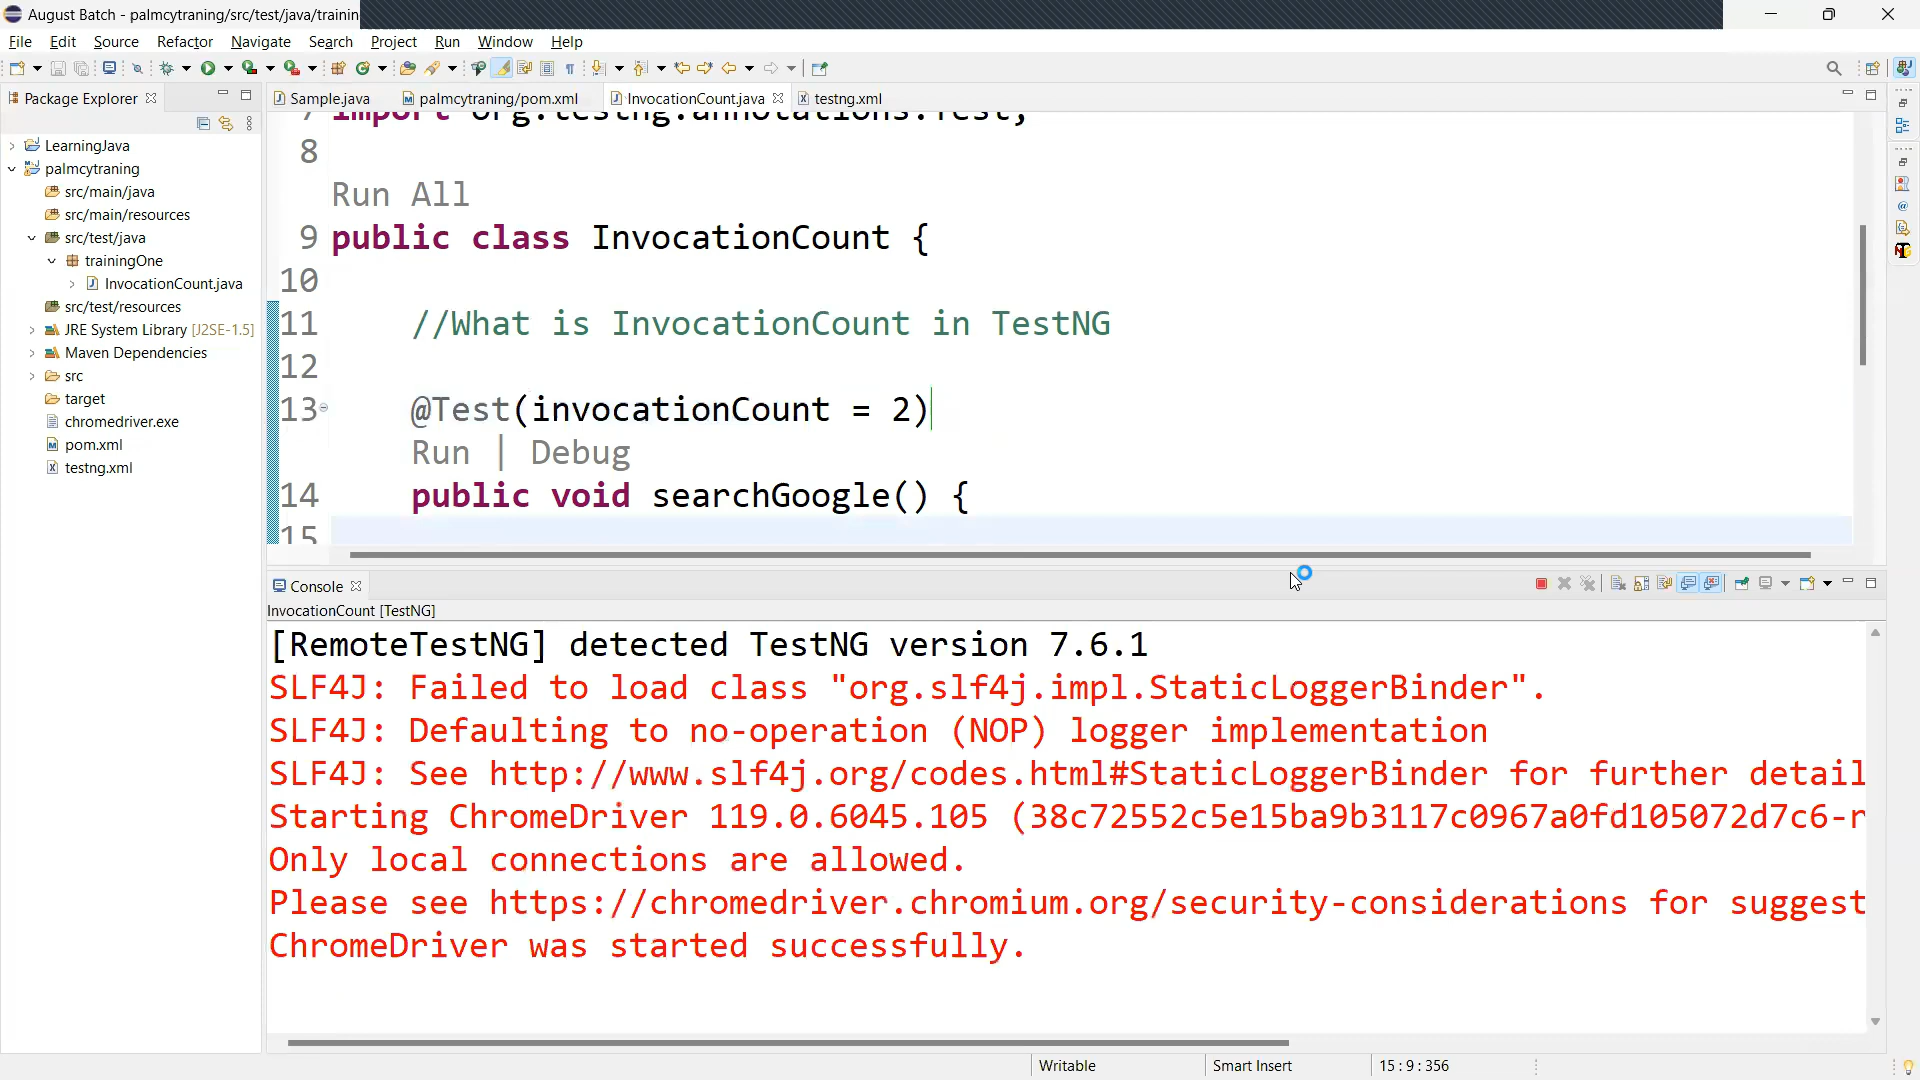 August Batch - palmcytraning/src/test/java/trainin
File Edit Source Refactor Navigate Search Project Run Window Help
Package Explorer
Sample.java palmcytraning/pom.xml InvocationCount.java testng.xml
LearningJava
palmcytraning
src/main/java
src/main/resources
src/test/java
trainingOne
InvocationCount.java
src/test/resources
JRE System Library [J2SE-1.5]
Maven Dependencies
src
target
chromedriver.exe
pom.xml
testng.xml
7 import org.testng.annotations.Test;
8
Run All
9 public class InvocationCount {
10
11 //What is InvocationCount in TestNG
12
13 @Test(invocationCount = 2)
Run | Debug
14 public void searchGoogle() {
15
Console
InvocationCount [TestNG]
[RemoteTestNG] detected TestNG version 7.6.1
SLF4J: Failed to load class "org.slf4j.impl.StaticLoggerBinder".
SLF4J: Defaulting to no-operation (NOP) logger implementation
SLF4J: See http://www.slf4j.org/codes.html#StaticLoggerBinder for further detail
Starting ChromeDriver 119.0.6045.105 (38c72552c5e15ba9b3117c0967a0fd105072d7c6-r
Only local connections are allowed.
Please see https://chromedriver.chromium.org/security-considerations for suggest
ChromeDriver was started successfully.
Writable Smart Insert 15 : 9 : 356